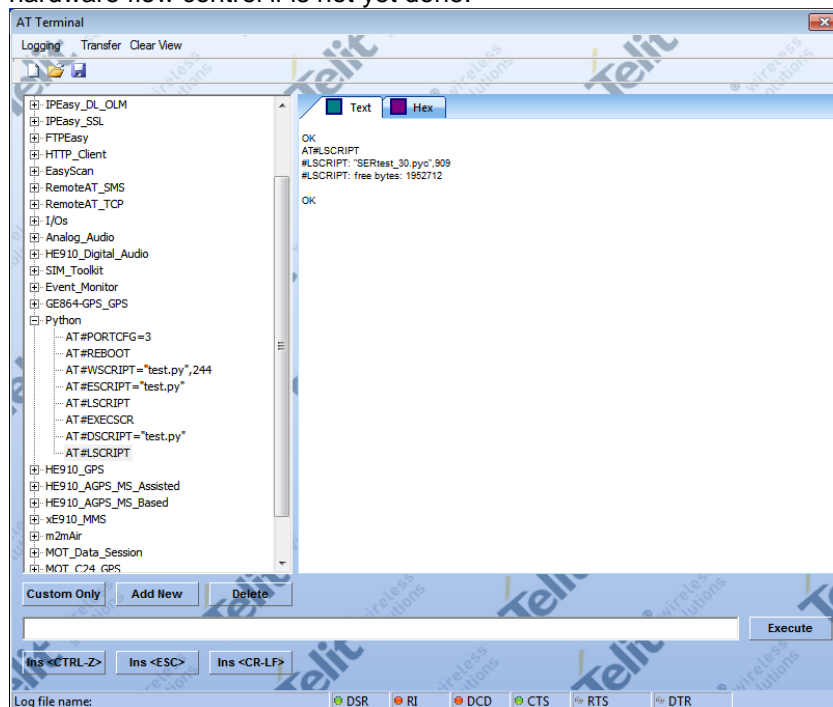 hardware flow control if is not yet done.
AT Terminal
Logging Transfer Clear View
Text Hex
IPEasy_DL_OLM
IPEasy_SSL
FTPEasy
HTTP_Client
EasyScan
RemoteAT_SMS
RemoteAT_TCP
I/Os
Analog_Audio
HE910_Digital_Audio
SIM_Toolkit
Event_Monitor
GE864-GPS_GPS
Python
AT#PORTCFG=3
AT#REBOOT
AT#WSCRIPT="test.py",244
AT#ESCRIPT="test.py"
AT#LSCRIPT
AT#EXECSCR
AT#DSCRIPT="test.py"
AT#LSCRIPT
HE910_GPS
HE910_AGPS_MS_Assisted
HE910_AGPS_MS_Based
xE910_MMS
m2mAir
MOT_Data_Session
MOT_C24_GPS
OK
AT#LSCRIPT
#LSCRIPT: "SERtest_30.pyc",909
#LSCRIPT: free bytes: 1952712
OK
Custom Only Add New Delete
Execute
Ins <CTRL-Z> Ins <ESC> Ins <CR-LF>
Log file name: DSR RI DCD CTS RTS DTR
Telit wireless solutions